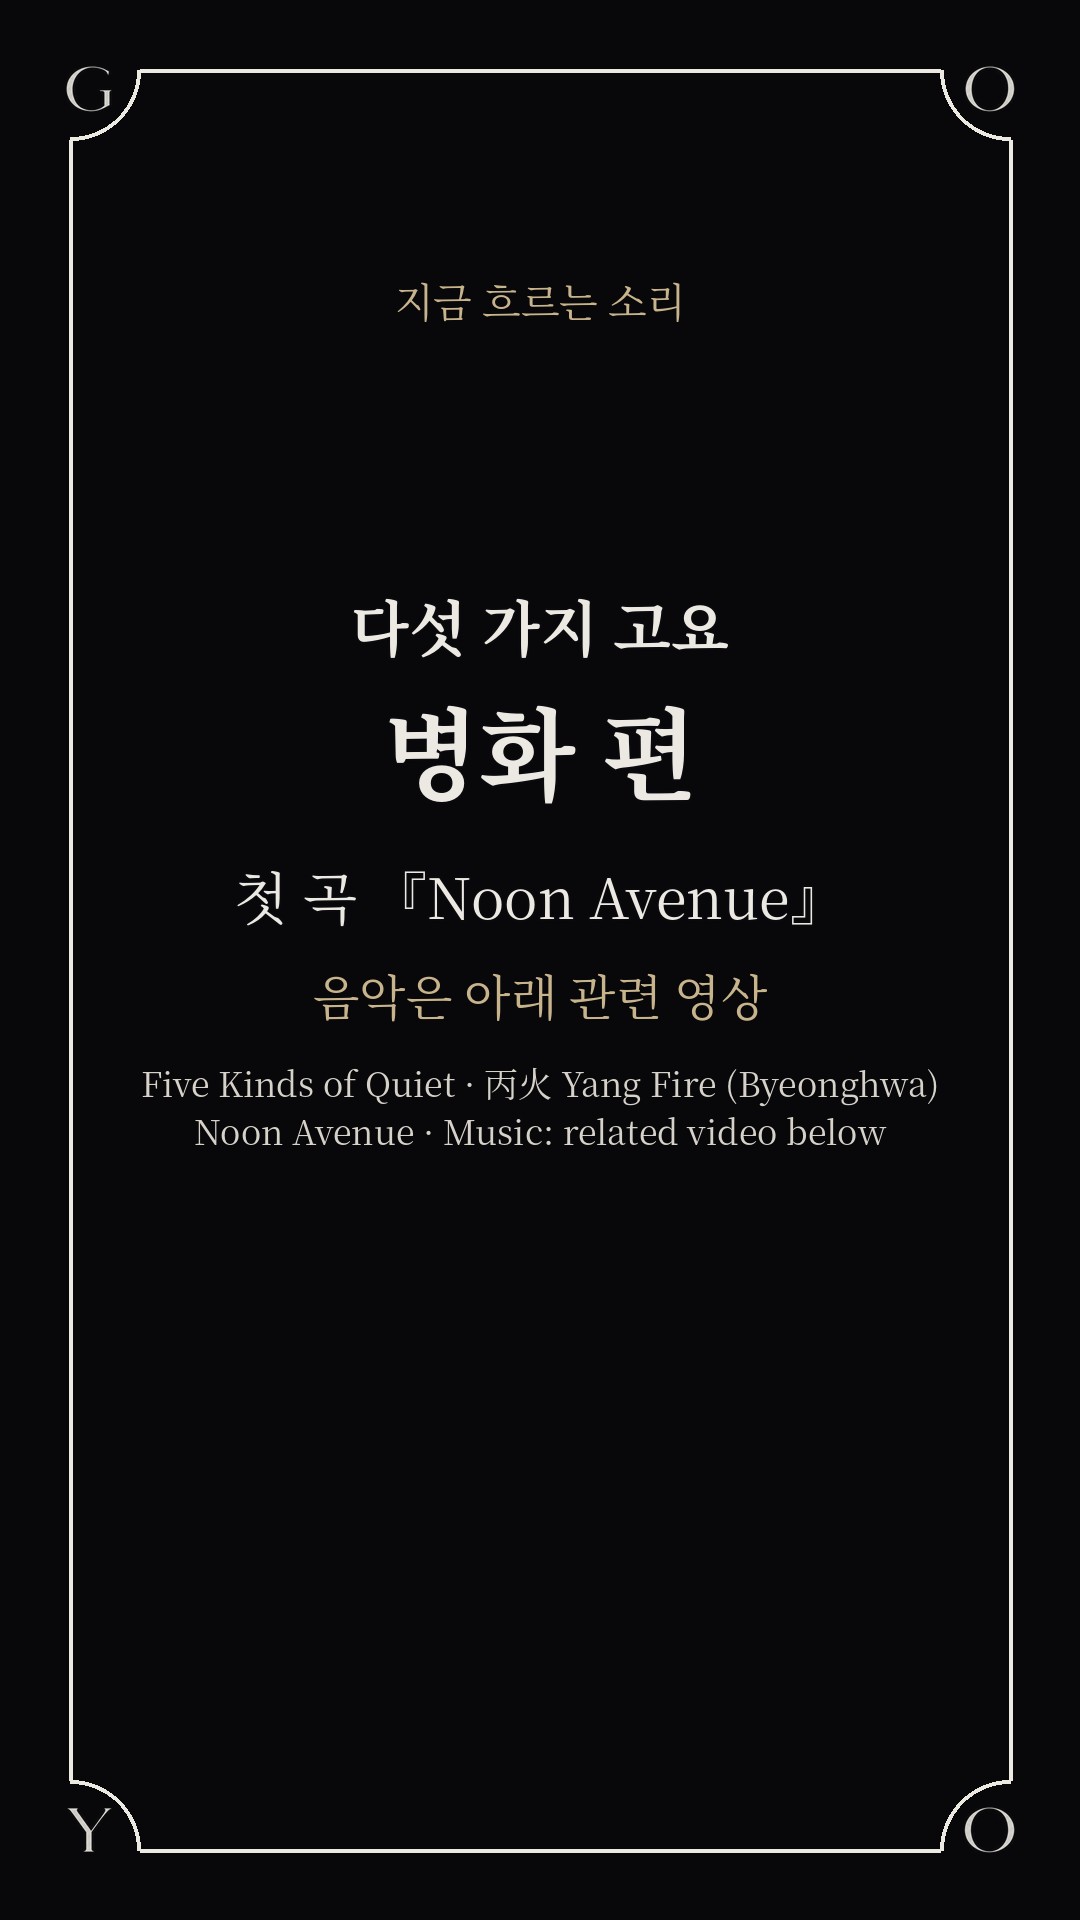 G O
지금 흐르는 소리
다섯 가지 고요
병화 편
첫 곡 『Noon Avenue』
음악은 아래 관련 영상
Five Kinds of Quiet · 丙火 Yang Fire (Byeonghwa)
Noon Avenue · Music: related video below
Y O